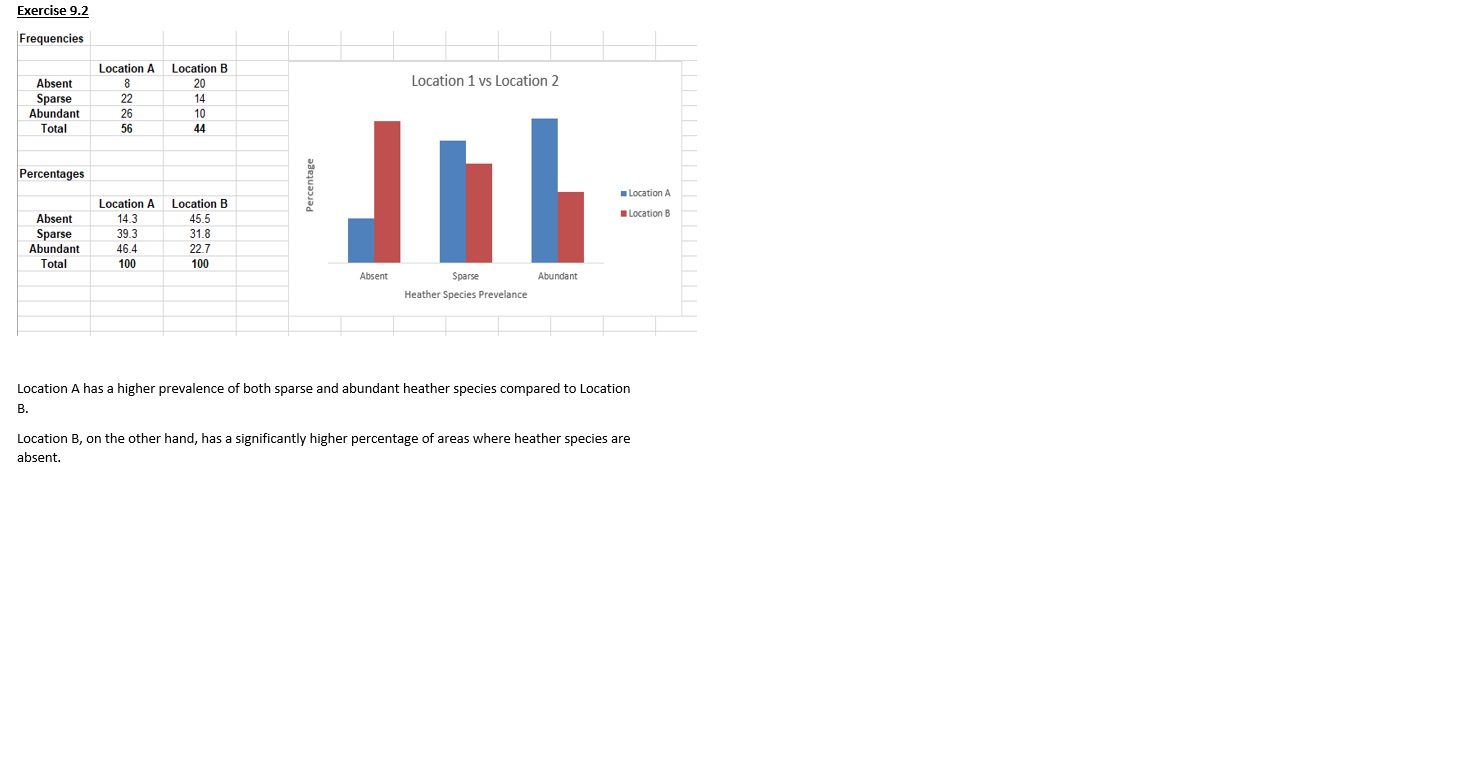 Exercise 9.2
Frequencies
Location A Location B
Absent 8 20
Sparse 22 14
Abundant 26 10
Total 56 44
Percentages
Location A Location B
Absent 14.3 45.5
Sparse 39.3 31.8
Abundant 46.4 22.7
Total 100 100
Location 1 vs Location 2
Percentage
Location A
Location B
Absent Sparse Abundant
Heather Species Prevelance
Location A has a higher prevalence of both sparse and abundant heather species compared to Location
B.
Location B, on the other hand, has a significantly higher percentage of areas where heather species are
absent.